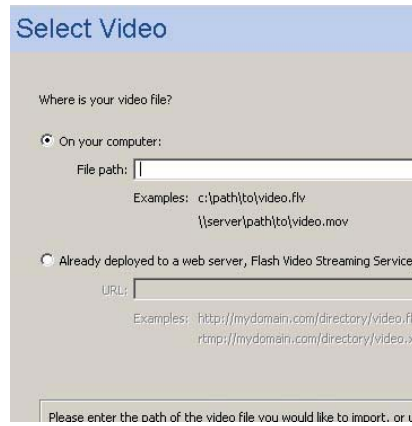 Select Video
Where is your video file?
On your computer:
File path:
Examples: c:\path\to\video.flv
\\server\path\to\video.mov
Already deployed to a web server, Flash Video Streaming Service
URL:
Examples: http://mydomain.com/directory/video.fl
rtmp://mydomain.com/directory/video.x
Please enter the path of the video file you would like to import, or u